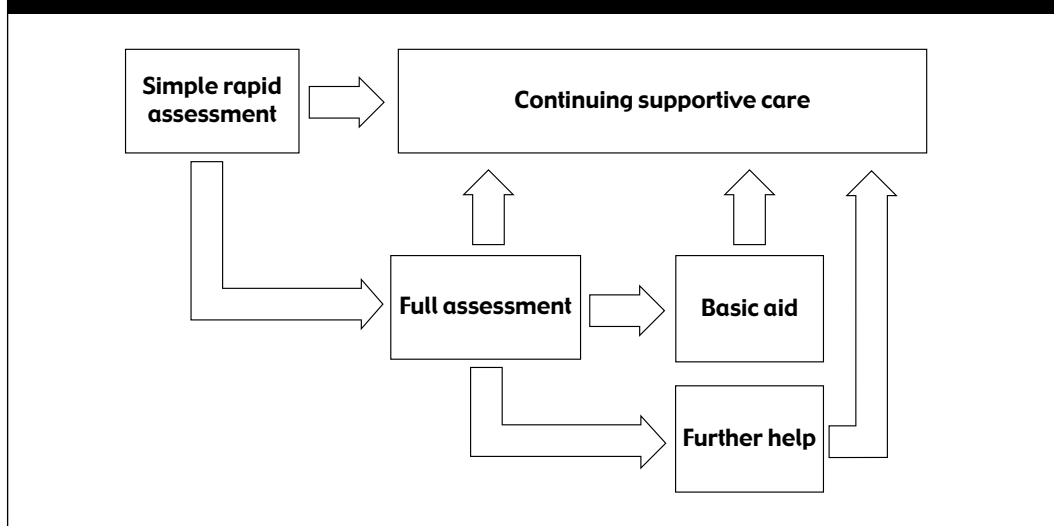 Simple rapid
assessment
Continuing supportive care
Full assessment
Basic aid
Further help